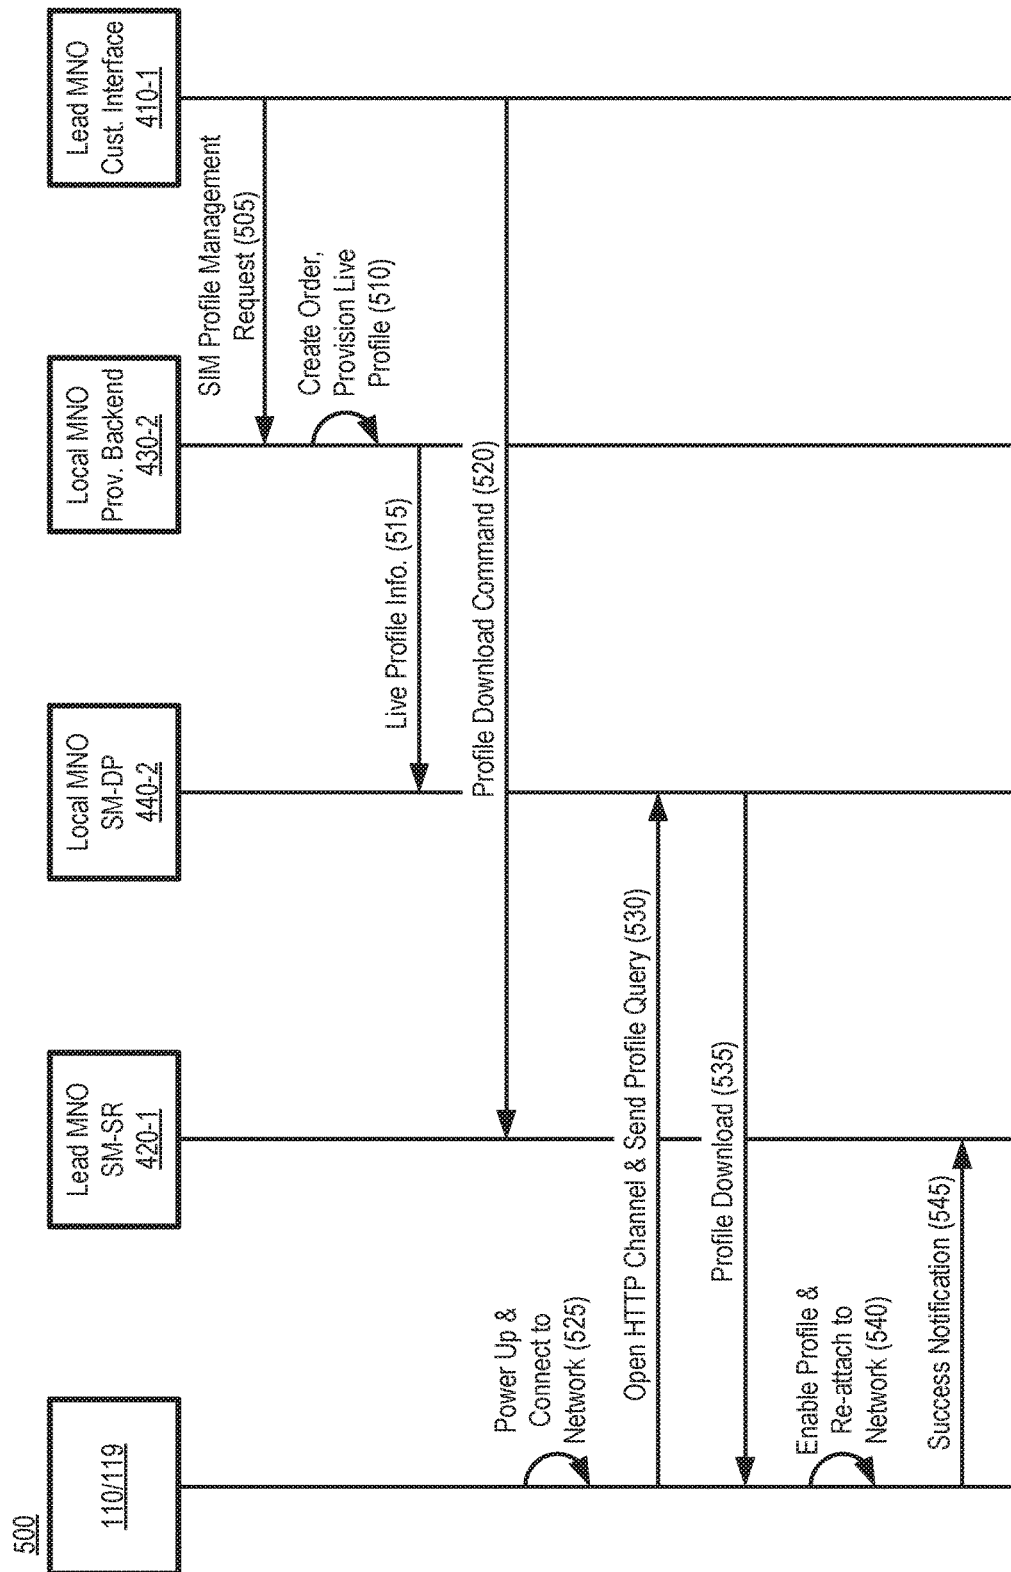 500
110/119
Lead MNO
SM-SR
420-1
Local MNO
SM-DP
440-2
Local MNO
Prov. Backend
430-2
Lead MNO
Cust. Interface
410-1
SIM Profile Management
Request (505)
Create Order,
Provision Live
Profile (510)
Live Profile Info. (515)
Profile Download Command (520)
Power Up &
Connect to
Network (525)
Open HTTP Channel & Send Profile Query (530)
Profile Download (535)
Enable Profile &
Re-attach to
Network (540)
Success Notification (545)